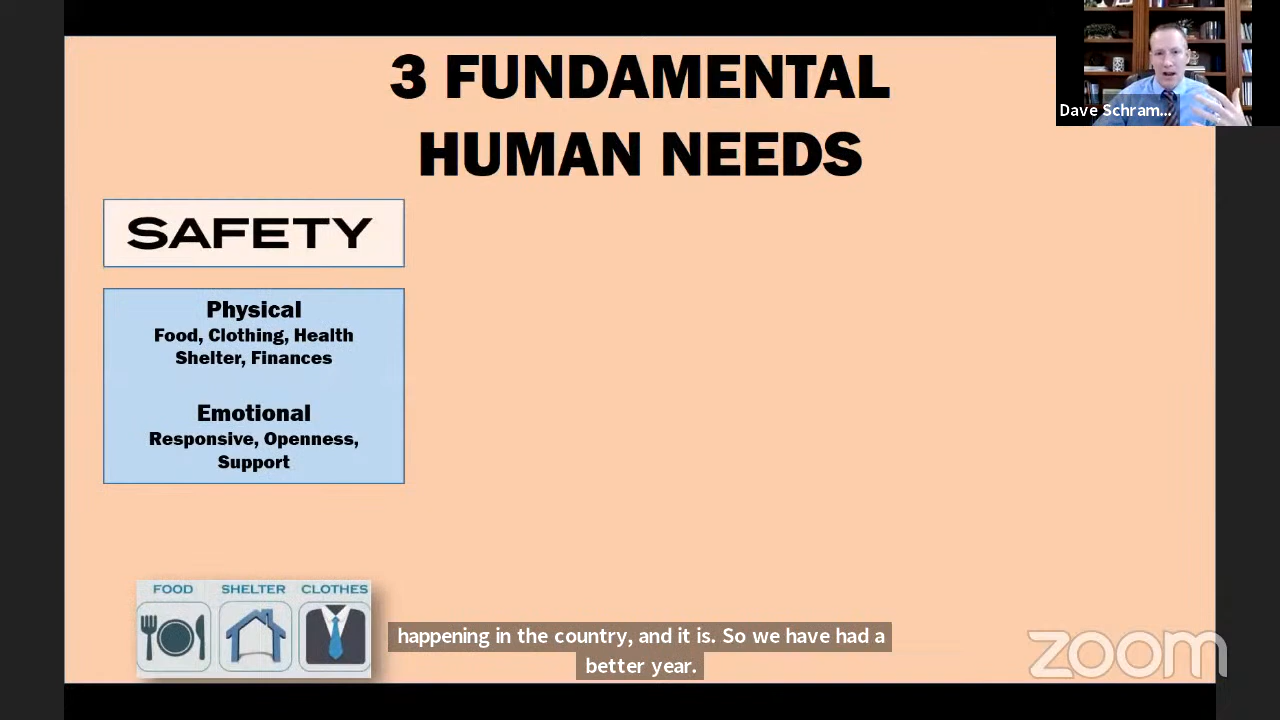 3 FUNDAMENTAL
HUMAN NEEDS
Dave Schram...
SAFETY
Physical
Food, Clothing, Health
Shelter, Finances
Emotional
Responsive, Openness,
Support
FOOD SHELTER CLOTHES
happening in the country, and it is. So we have had a
better year.
zoom